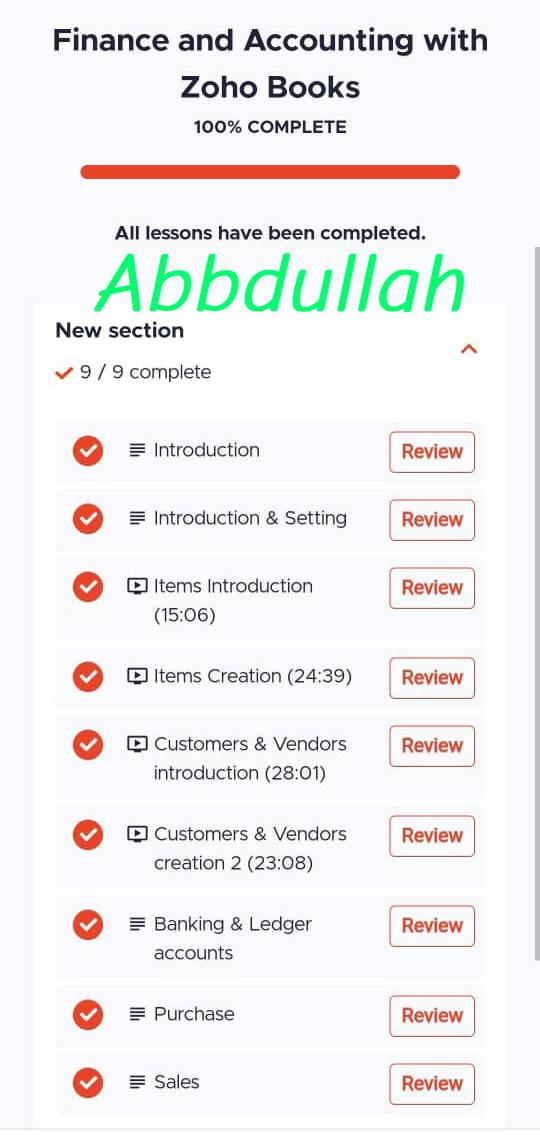 Finance and Accounting with
Zoho Books
100% COMPLETE
All lessons have been completed.
Abbdullah
New section
9 / 9 complete
Introduction
Review
Introduction & Setting
Review
Items Introduction
(15:06)
Review
Items Creation (24:39)
Review
Customers & Vendors
introduction (28:01)
Review
Customers & Vendors
creation 2 (23:08)
Review
Banking & Ledger
accounts
Review
Purchase
Review
Sales
Review